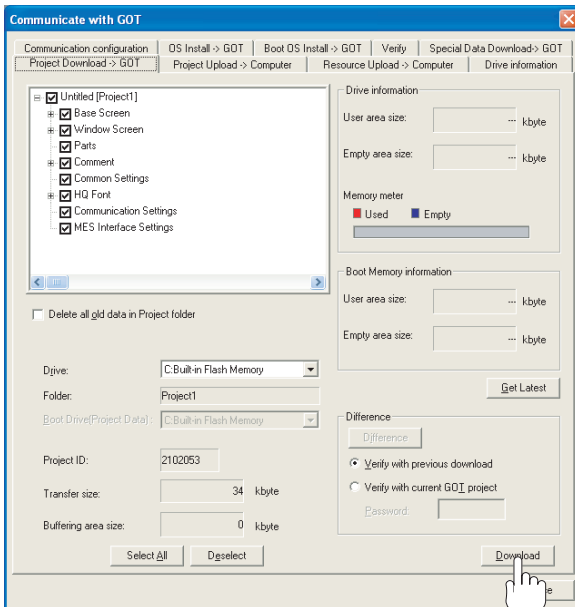 Communicate with GOT
Communication configuration OS Install -> GOT Boot OS Install -> GOT Verify Special Data Download-> GOT
Project Download -> GOT Project Upload -> Computer Resource Upload -> Computer Drive information
Untitled [Project1]
Base Screen
Window Screen
Parts
Comment
Common Settings
HQ Font
Communication Settings
MES Interface Settings
Delete all old data in Project folder
Drive: C:Built-in Flash Memory
Folder: Project1
Boot Drive(Project Data) : C:Built-in Flash Memory
Project ID: 2102053
Transfer size: 34 kbyte
Buffering area size: 0 kbyte
Select All Deselect
Drive information
User area size: --- kbyte
Empty area size: --- kbyte
Memory meter
Used Empty
Boot Memory information
User area size: --- kbyte
Empty area size: --- kbyte
Get Latest
Difference
Difference
Verify with previous download
Verify with current GOT project
Password
Download